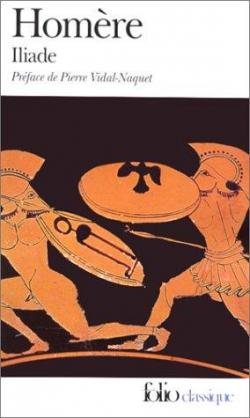 Homère
Iliade
Préface de Pierre Vidal-Naquet
folio classique